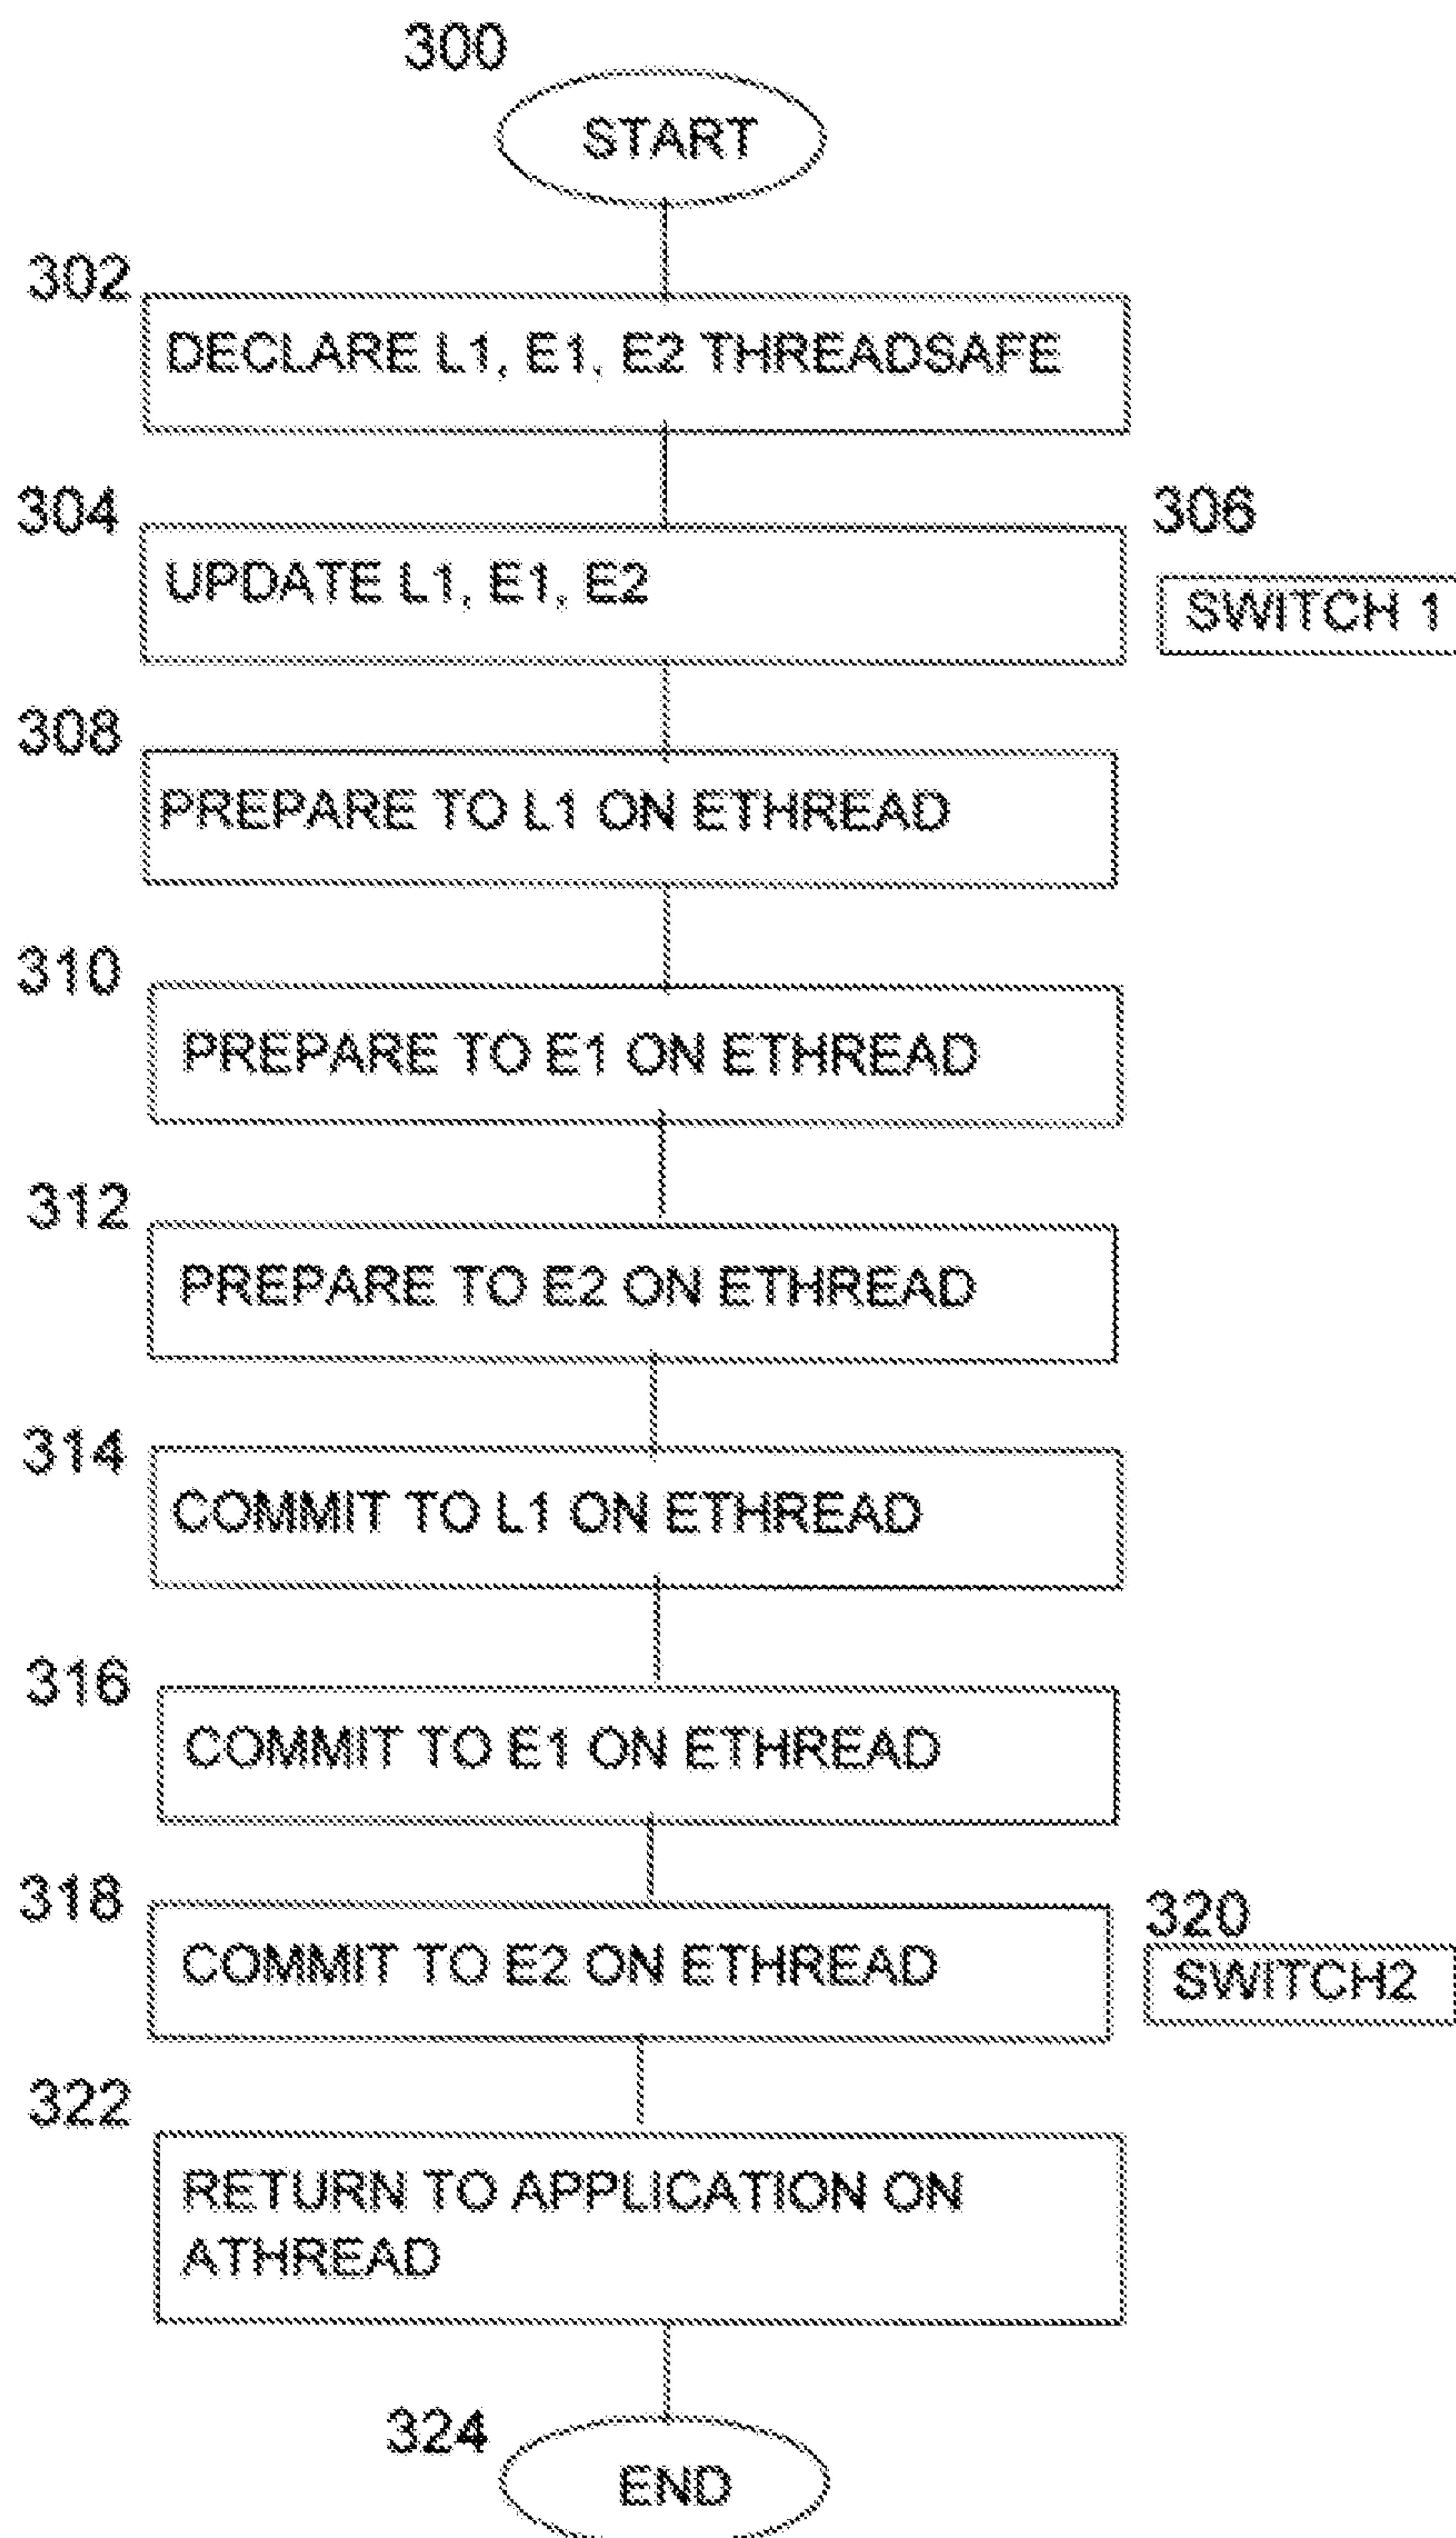 300
START
302
DECLARE L1, E1, E2 THREADSAFE
304
UPDATE L1, E1, E2
306
SWITCH 1
308
PREPARE TO L1 ON ETHREAD
310
PREPARE TO E1 ON ETHREAD
312
PREPARE TO E2 ON ETHREAD
314
COMMIT TO L1 ON ETHREAD
316
COMMIT TO E1 ON ETHREAD
318
COMMIT TO E2 ON ETHREAD
320
SWITCH2
322
RETURN TO APPLICATION ON
ATHREAD
324
END